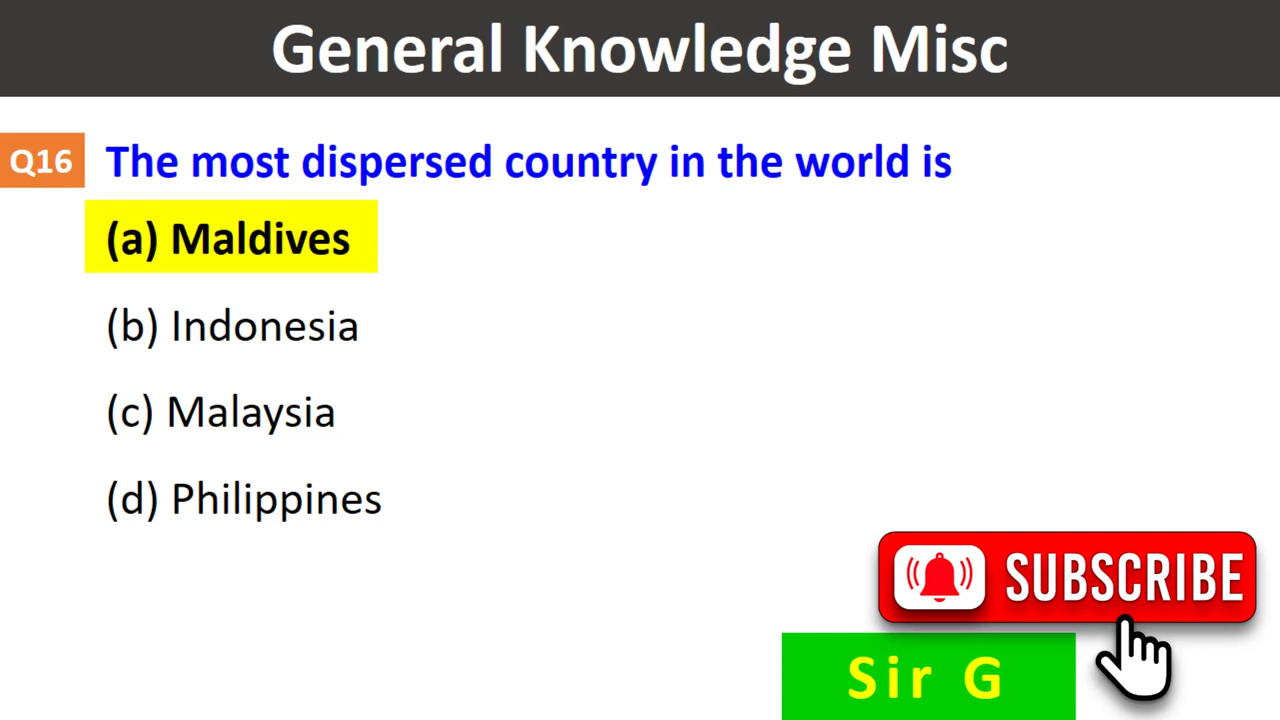 General Knowledge Misc
Q16 The most dispersed country in the world is
(a) Maldives
(b) Indonesia
(c) Malaysia
(d) Philippines
SUBSCRIBE
Sir G